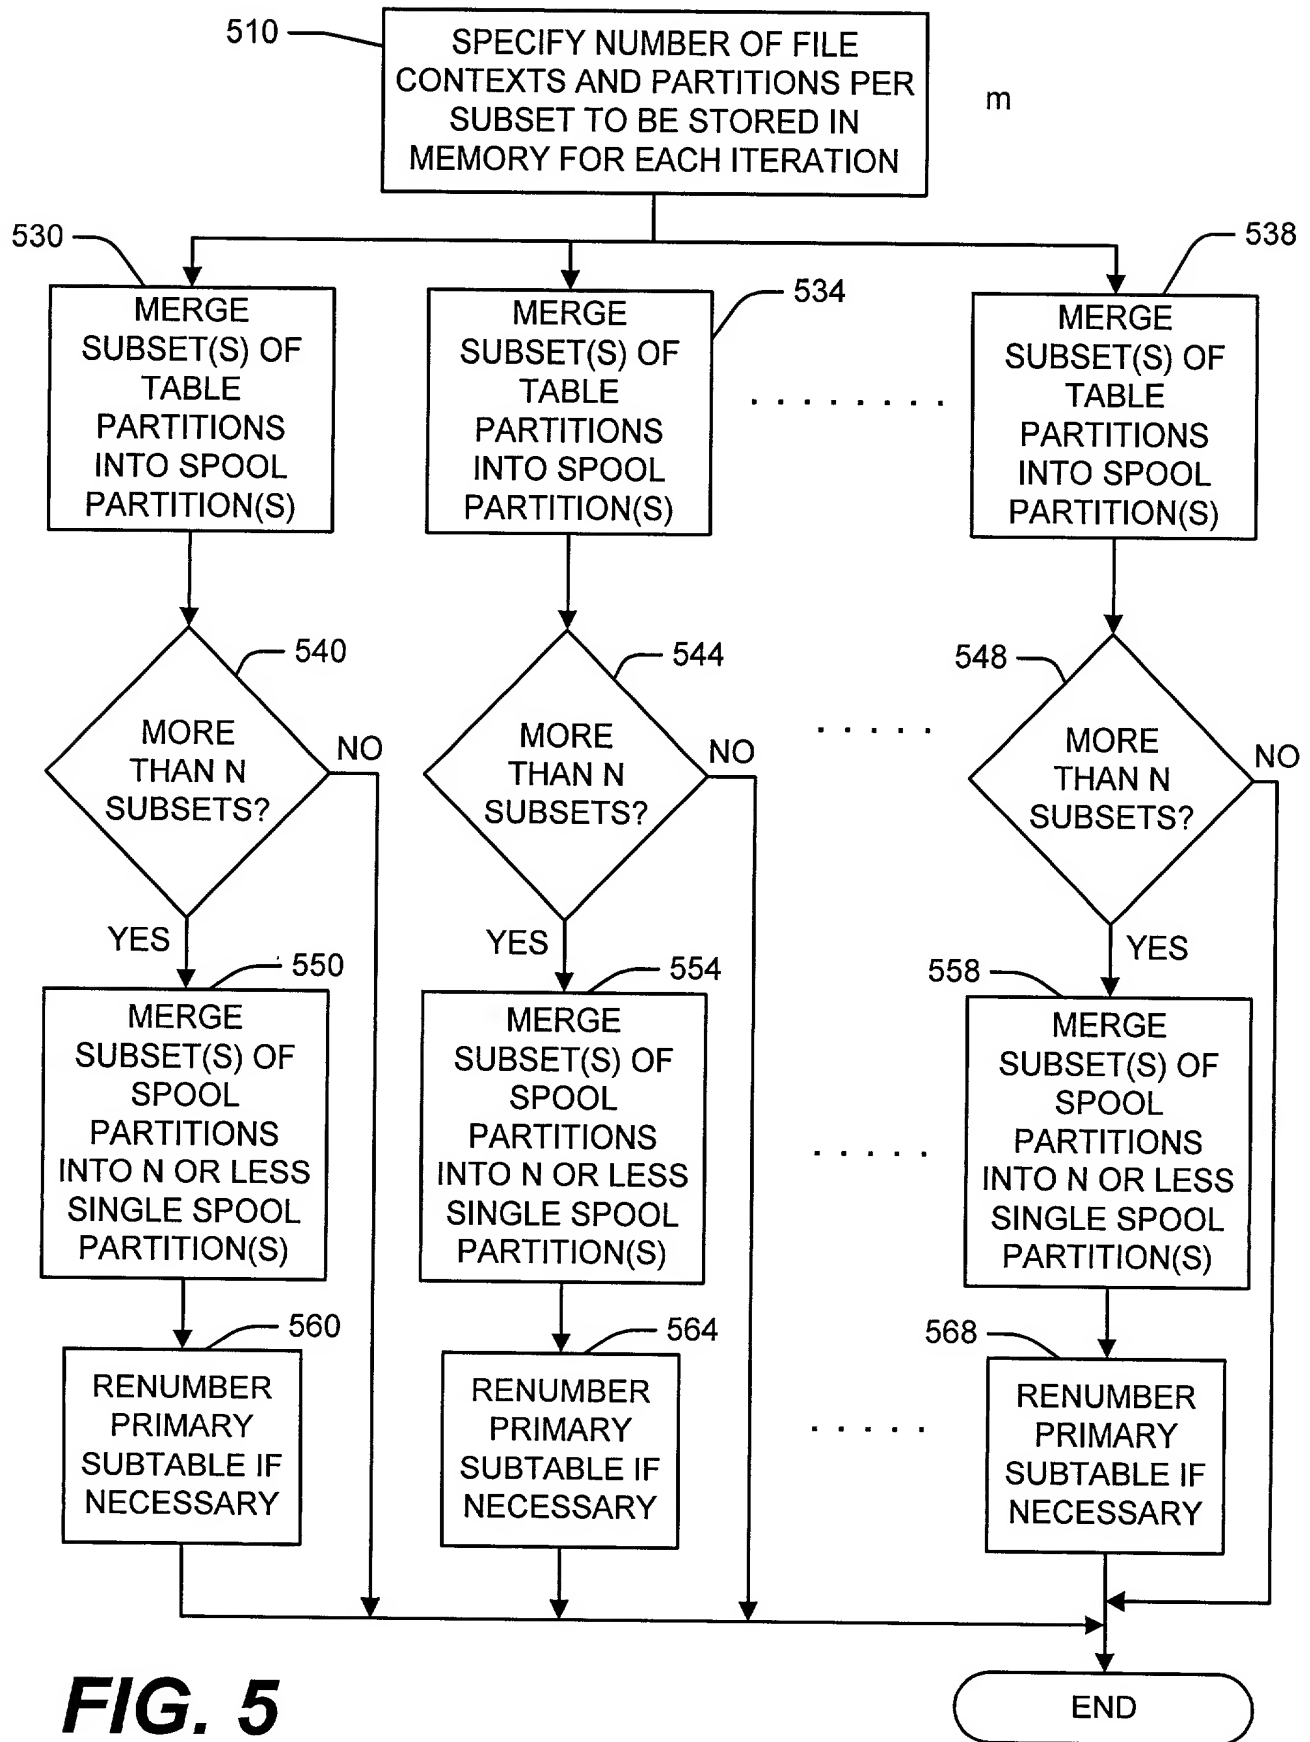 510
SPECIFY NUMBER OF FILE
CONTEXTS AND PARTITIONS PER
SUBSET TO BE STORED IN
MEMORY FOR EACH ITERATION
m
530
MERGE
SUBSET(S) OF
TABLE
PARTITIONS
INTO SPOOL
PARTITION(S)
534
MERGE
SUBSET(S) OF
TABLE
PARTITIONS
INTO SPOOL
PARTITION(S)
. . . . . . . . .
538
MERGE
SUBSET(S) OF
TABLE
PARTITIONS
INTO SPOOL
PARTITION(S)
540
MORE
THAN N
SUBSETS?
NO
YES
544
MORE
THAN N
SUBSETS?
NO
YES
. . . . .
548
MORE
THAN N
SUBSETS?
NO
YES
550
MERGE
SUBSET(S) OF
SPOOL
PARTITIONS
INTO N OR LESS
SINGLE SPOOL
PARTITION(S)
554
MERGE
SUBSET(S) OF
SPOOL
PARTITIONS
INTO N OR LESS
SINGLE SPOOL
PARTITION(S)
. . . . .
558
MERGE
SUBSET(S) OF
SPOOL
PARTITIONS
INTO N OR LESS
SINGLE SPOOL
PARTITION(S)
560
RENUMBER
PRIMARY
SUBTABLE IF
NECESSARY
564
RENUMBER
PRIMARY
SUBTABLE IF
NECESSARY
. . . . .
568
RENUMBER
PRIMARY
SUBTABLE IF
NECESSARY
END
FIG. 5